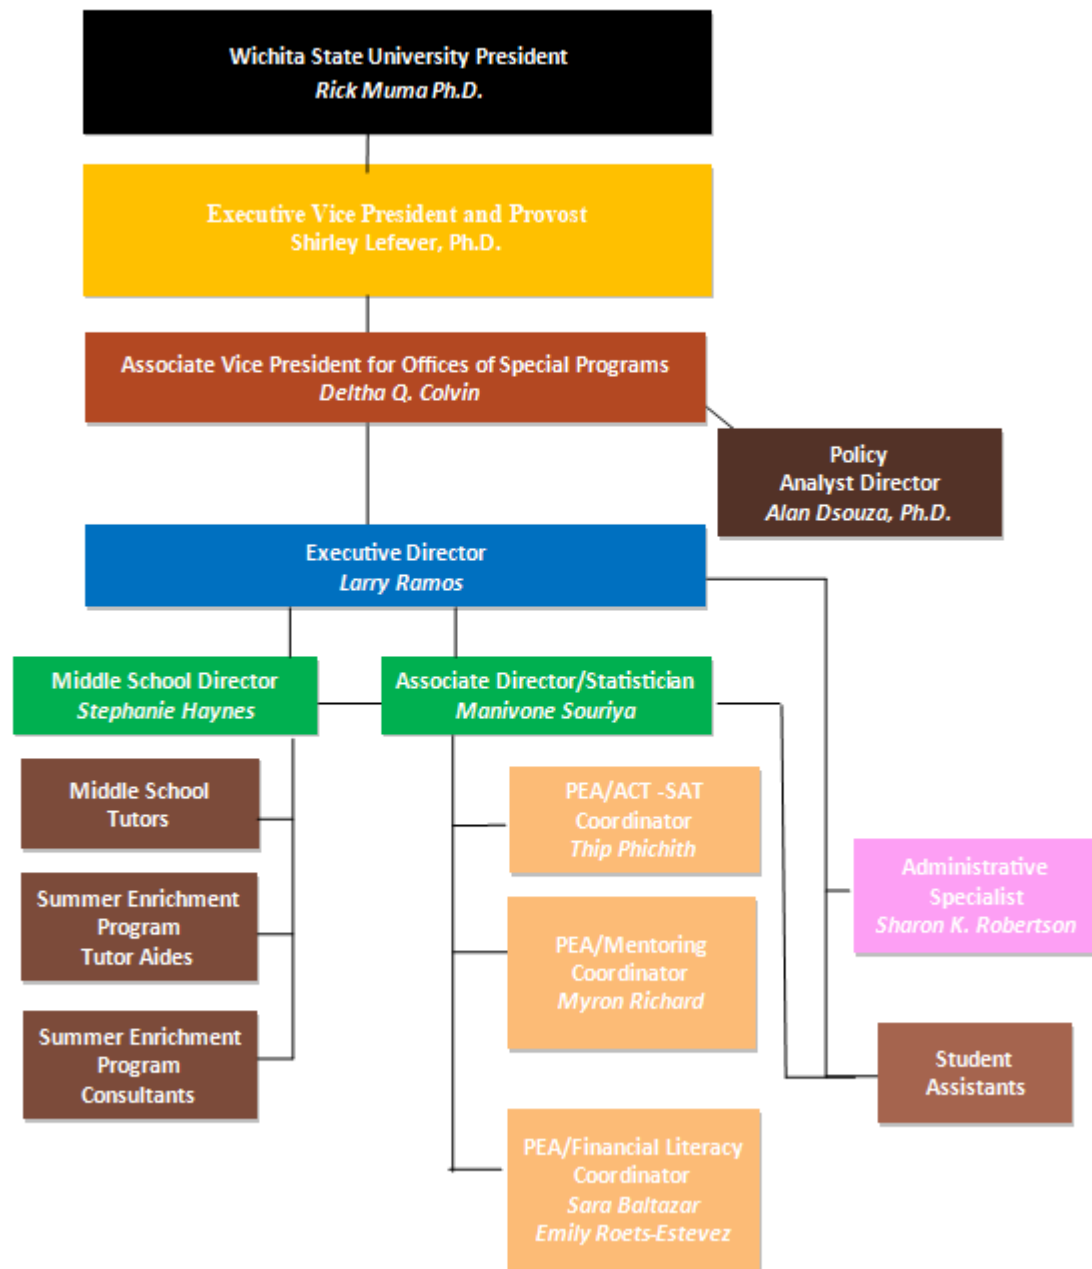 Wichita State University President
Rick Muma Ph.D.
Executive Vice President and Provost
Shirley Lefever, Ph.D.
Associate Vice President for Offices of Special Programs
Deltha Q. Colvin
Policy
Analyst Director
Alan Dsouza, Ph.D.
Executive Director
Larry Ramos
Middle School Director
Stephanie Haynes
Associate Director/Statistician
Manivone Souriya
Middle School
Tutors
Summer Enrichment
Program
Tutor Aides
Summer Enrichment
Program
Consultants
PEA/ACT -SAT
Coordinator
Thip Phichith
PEA/Mentoring
Coordinator
Myron Richard
PEA/Financial Literacy
Coordinator
Sara Baltazar
Emily Roets-Estevez
Administrative
Specialist
Sharon K. Robertson
Student
Assistants